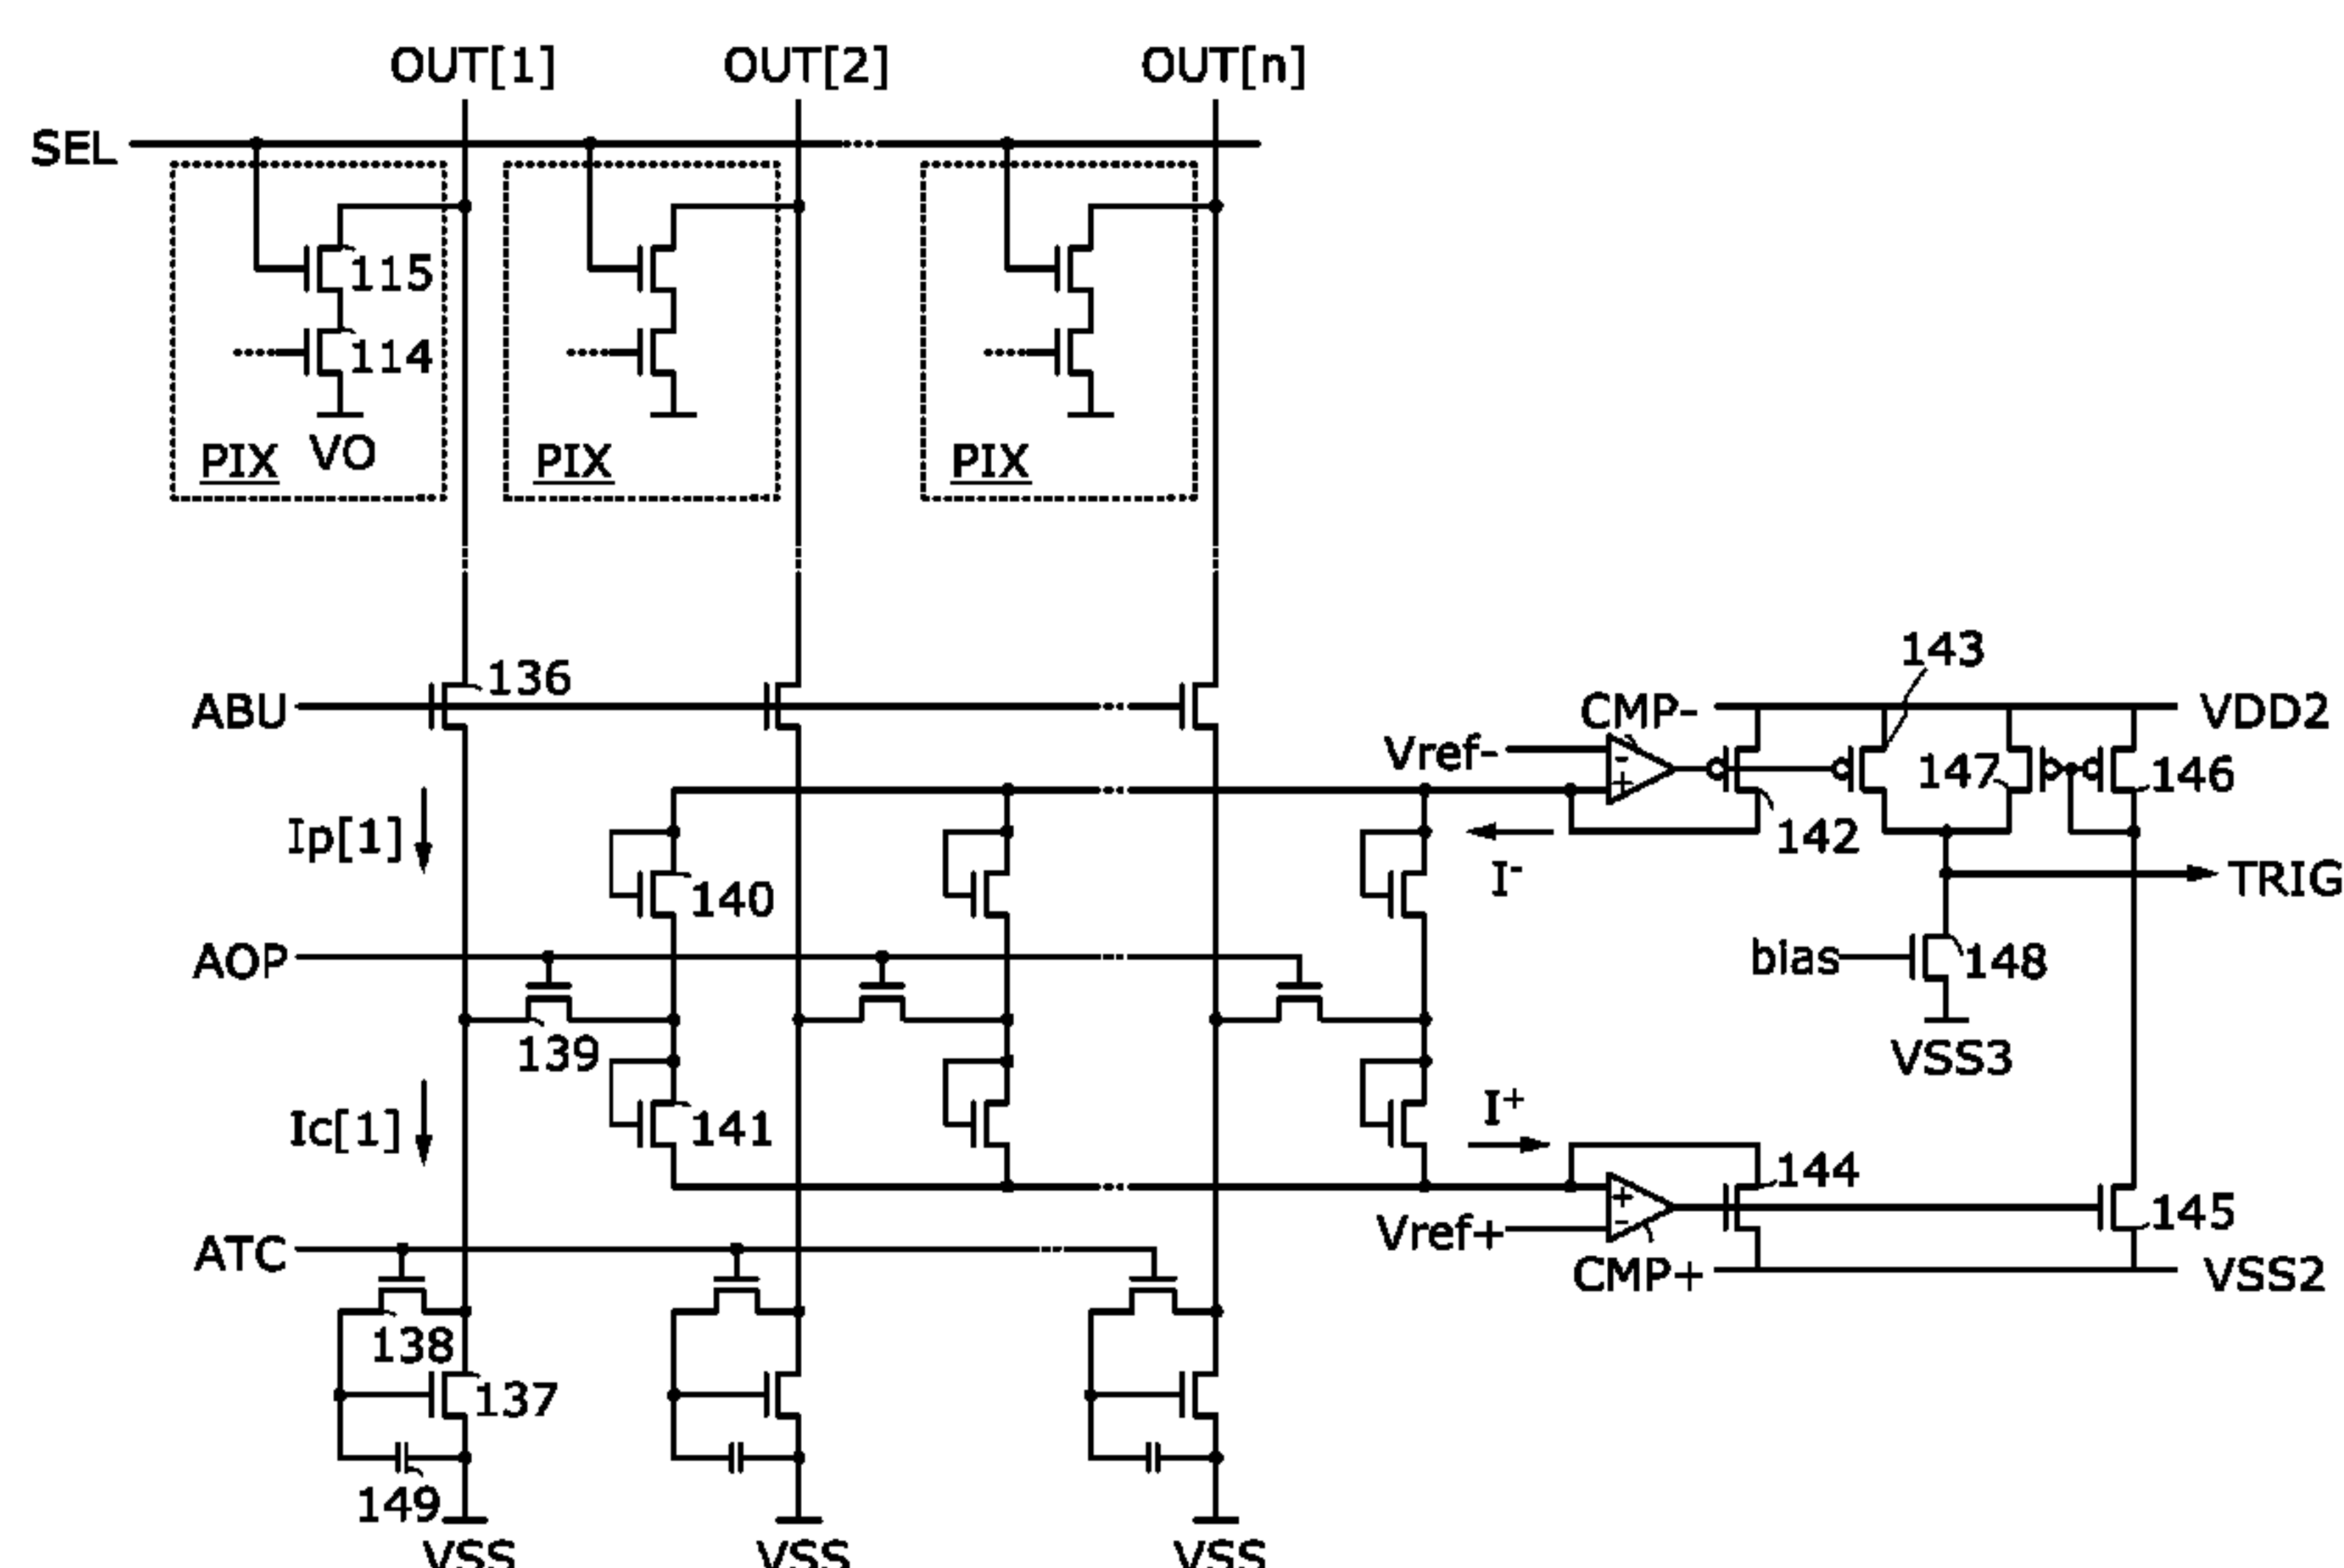 OUT[1] OUT[2] OUT[n]
SEL
115
114
VO
PIX PIX PIX
143
136
ABU CMP- VDD2
Vref-
- +
147 146
Ip[1] 142
I-
140 TRIG
AOP bias 148
139 VSS3
Ic[1] 141 I+
144
+ -
145
Vref+
ATC CMP+ VSS2
138
137
149
VSS VSS VSS